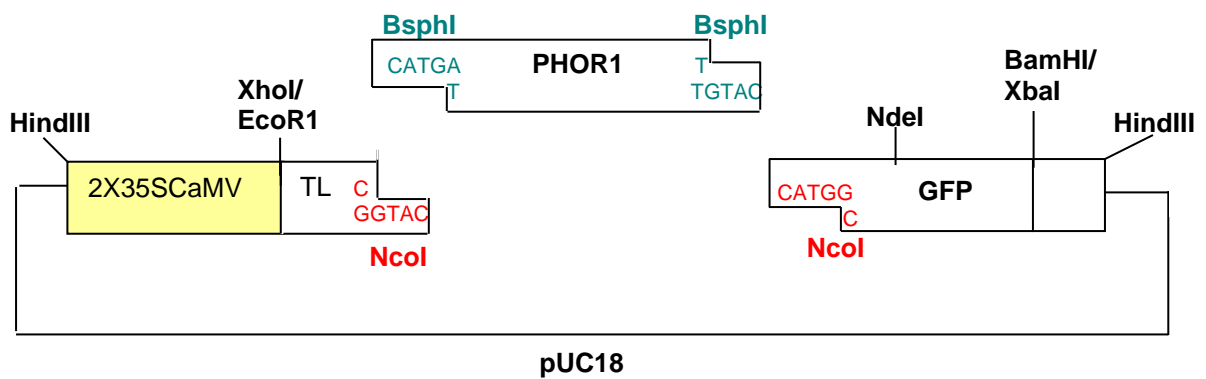 BsphI
BsphI
CATGA
PHOR1
T
T
TGTAC
BamHI/
XbaI
XhoI/
EcoR1
HindIII
NdeI
HindIII
2X35SCaMV
TL
C
GGTAC
NcoI
CATGG
C
GFP
NcoI
pUC18